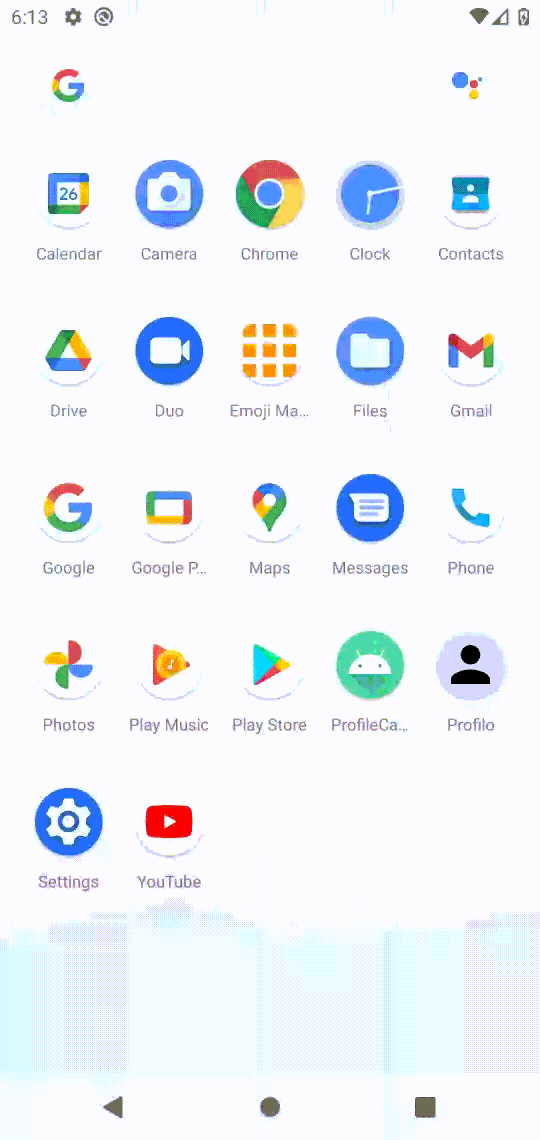 6:13
26
Calendar Camera Chrome Clock Contacts
Drive Duo Emoji Ma... Files Gmail
Google Google P... Maps Messages Phone
Photos Play Music Play Store ProfileCa... Profilo
Settings YouTube